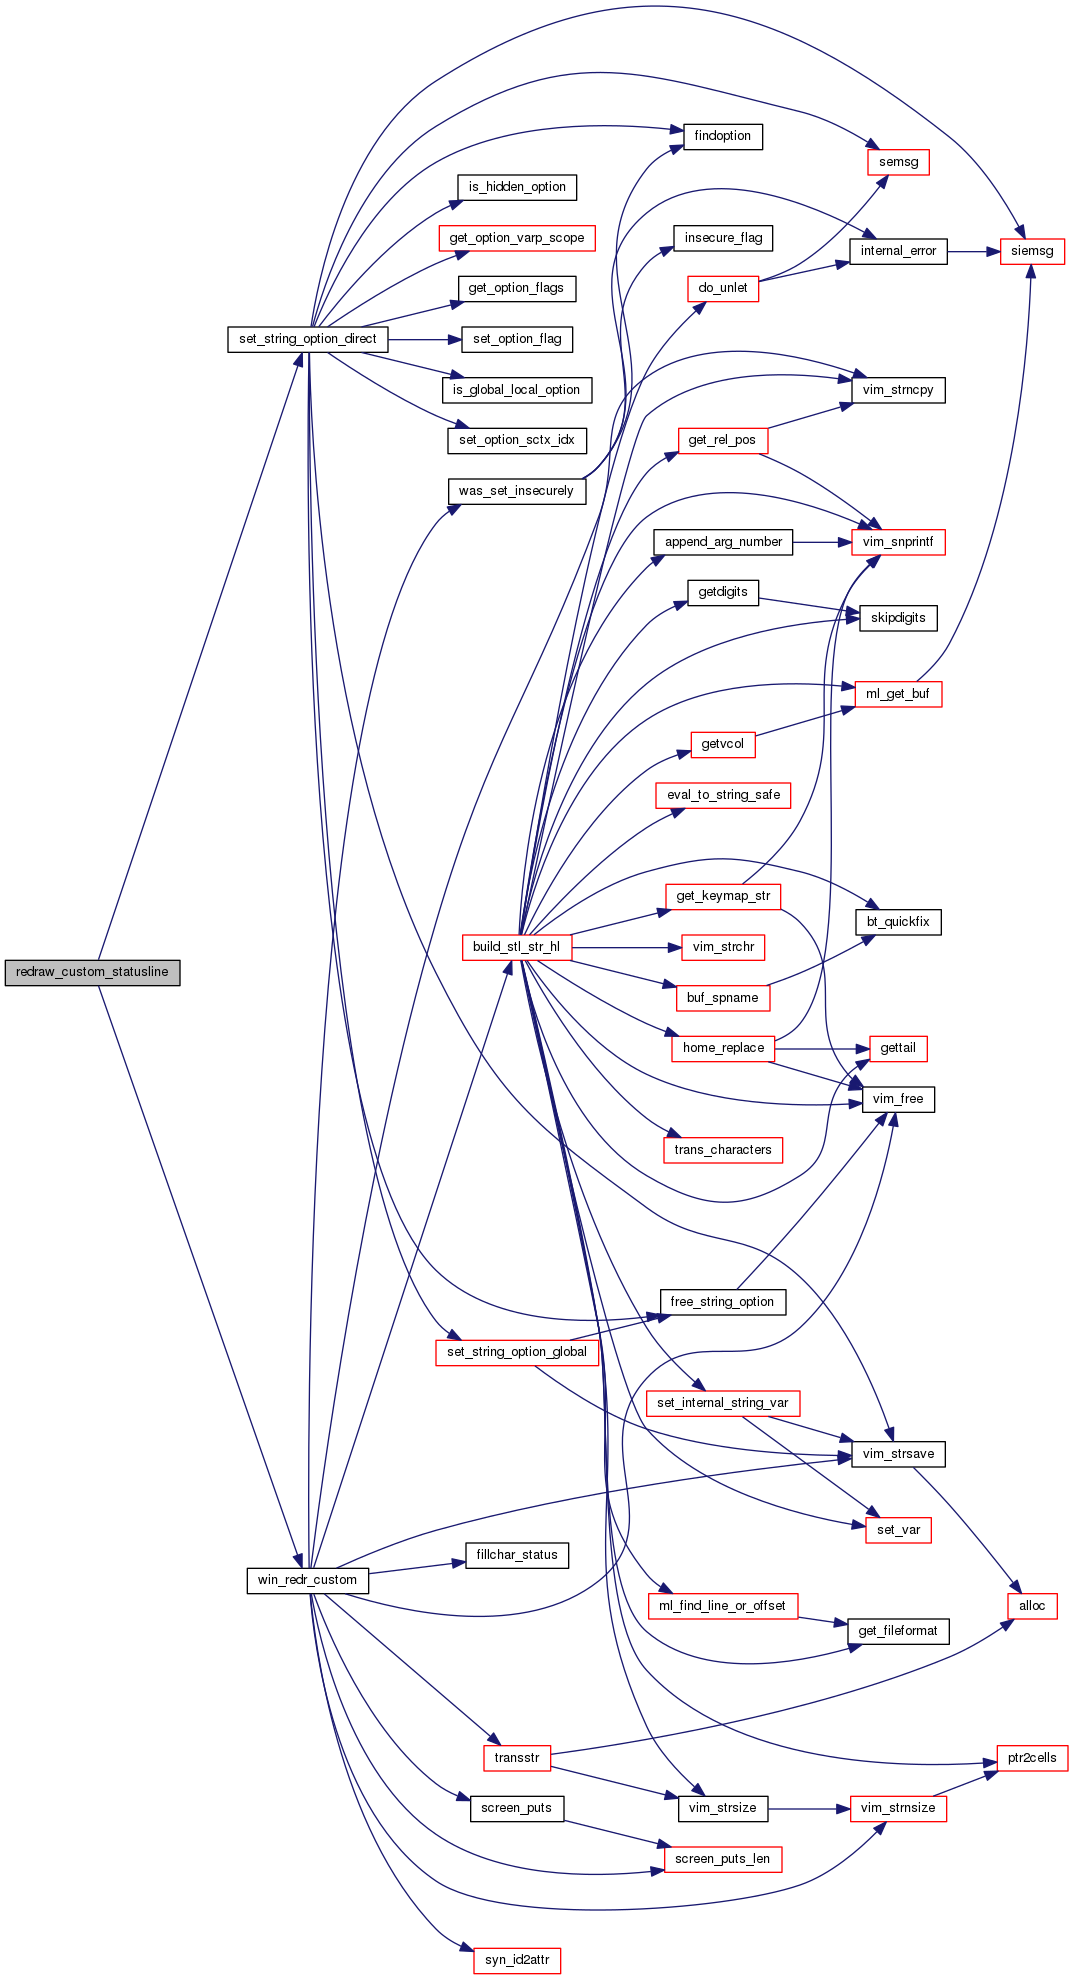 findoption
semsg
is_hidden_option
get_option_varp_scope
insecure_flag
internal_error
siemsg
get_option_flags
do_unlet
set_string_option_direct
set_option_flag
is_global_local_option
vim_strncpy
set_option_sctx_idx
get_rel_pos
was_set_insecurely
append_arg_number
vim_snprintf
getdigits
skipdigits
ml_get_buf
getvcol
eval_to_string_safe
get_keymap_str
bt_quickfix
build_stl_str_hl
vim_strchr
redraw_custom_statusline
buf_spname
home_replace
gettail
vim_free
trans_characters
free_string_option
set_string_option_global
set_internal_string_var
vim_strsave
set_var
fillchar_status
win_redr_custom
ml_find_line_or_offset
alloc
get_fileformat
transstr
ptr2cells
screen_puts
vim_strsize
vim_strnsize
screen_puts_len
syn_id2attr